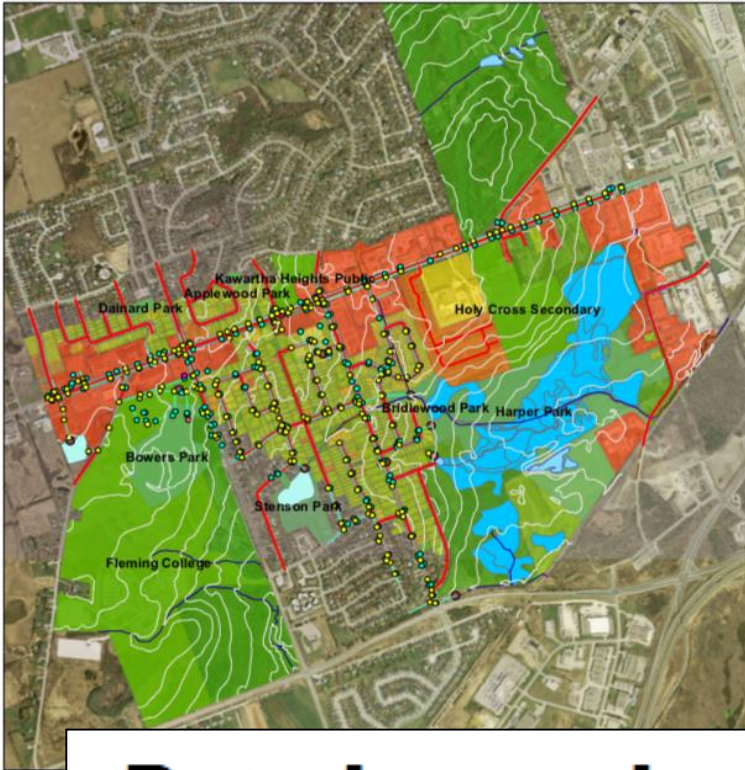 Kawartha Heights Public
Applewood Park
Dainard Park
Holy Cross Secondary
Bridlewood Park
Harper Park
Bowers Park
Stenson Park
Fleming College